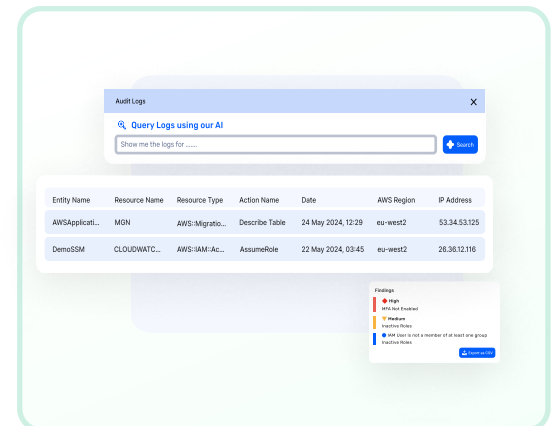 Audit Logs X
Query Logs using our AI
Show me the logs for ....... Search
Entity Name Resource Name Resource Type Action Name Date AWS Region IP Address
AWSApplicati... MGN AWS::Migratio... Describe Table 24 May 2024, 12:29 eu-west2 53.34.53.125
DemoSSM CLOUDWATC... AWS::IAM::Ac... AssumeRole 22 May 2024, 03:45 eu-west2 26.36.12.116
Findings
High
MFA Not Enabled
Medium
Inactive Roles
IAM User is not a member of at least one group
Inactive Roles
Export as CSV